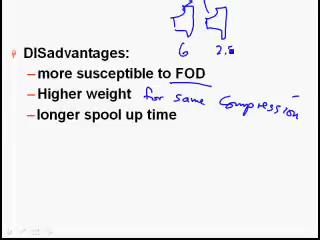 6 2.5
DISadvantages:
–more susceptible to FOD
–Higher weight for same compression
–longer spool up time